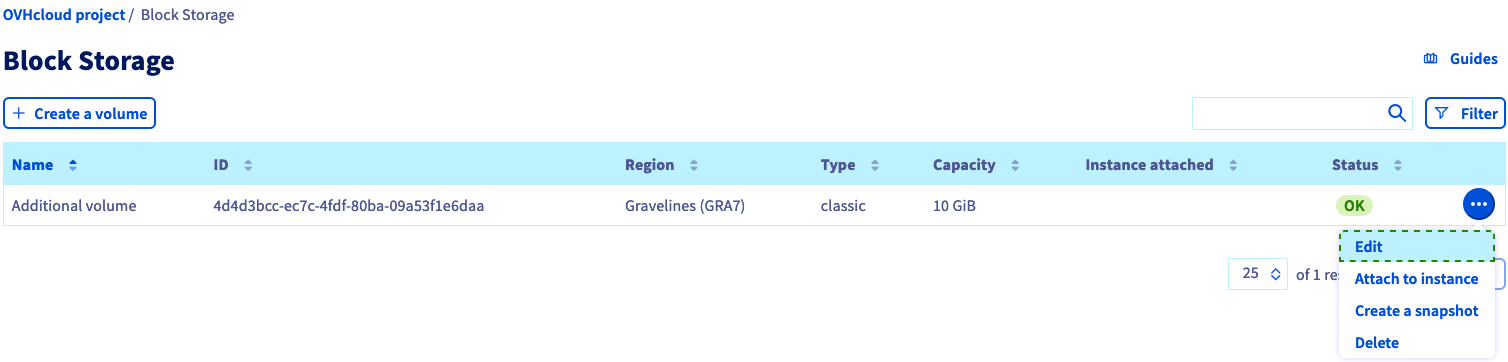 OVHcloud project / Block Storage
Block Storage
Guides
Create a volume
Filter
Name ID Region Type Capacity Instance attached Status
Additional volume 4d4d3bcc-ec7c-4fdf-80ba-09a53f1e6daa Gravelines (GRA7) classic 10 GiB OK
Edit
25 of 1
Attach to instance
Create a snapshot
Delete